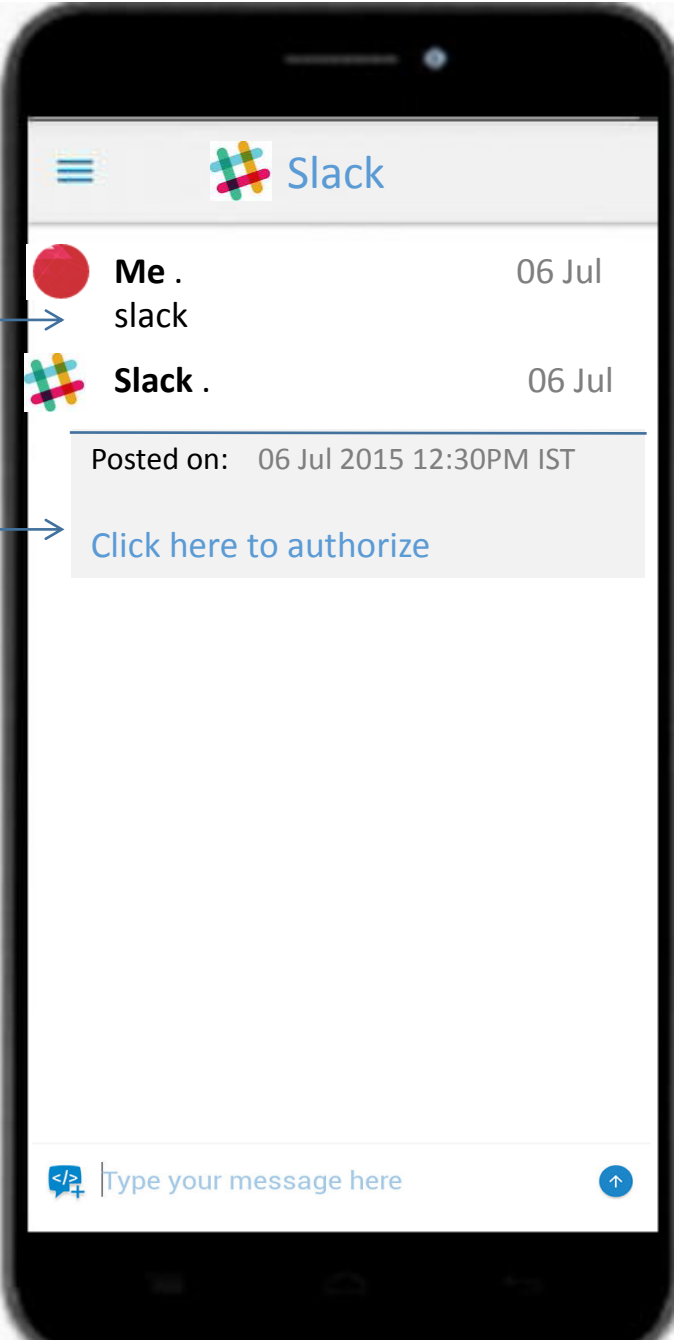 Slack
Me . 06 Jul
slack
Slack . 06 Jul
Posted on: 06 Jul 2015 12:30PM IST
Click here to authorize
</> + Type your message here